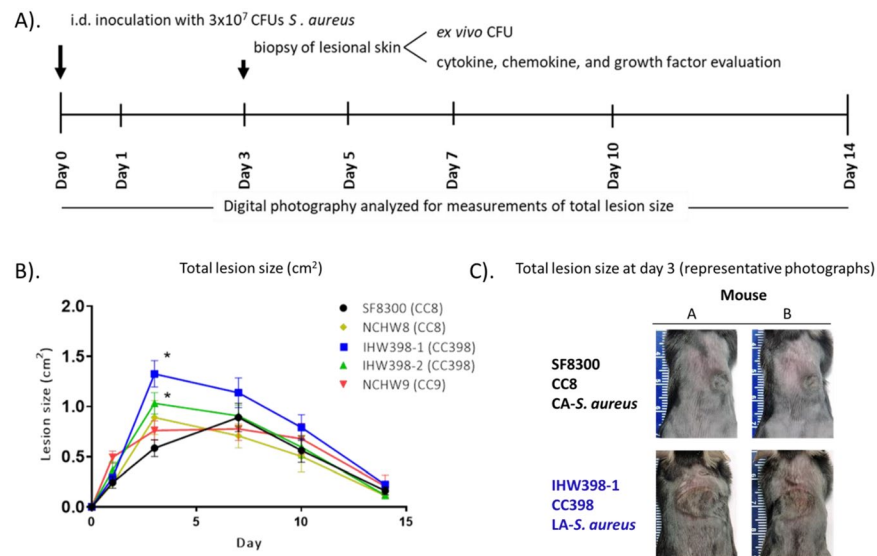 A).
i.d. inoculation with 3x10⁷ CFUs S. aureus
biopsy of lesional skin
ex vivo CFU
cytokine, chemokine, and growth factor evaluation
Day 0
Day 1
Day 3
Day 5
Day 7
Day 10
Day 14
Digital photography analyzed for measurements of total lesion size
B).
Total lesion size (cm²)
Lesion size (cm²)
2.0
1.5
1.0
0.5
0.0
0
5
10
15
Day
*
*
SF8300 (CC8)
NCHW8 (CC8)
IHW398-1 (CC398)
IHW398-2 (CC398)
NCHW9 (CC9)
C).
Total lesion size at day 3 (representative photographs)
Mouse
A
B
SF8300
CC8
CA-S. aureus
IHW398-1
CC398
LA-S. aureus